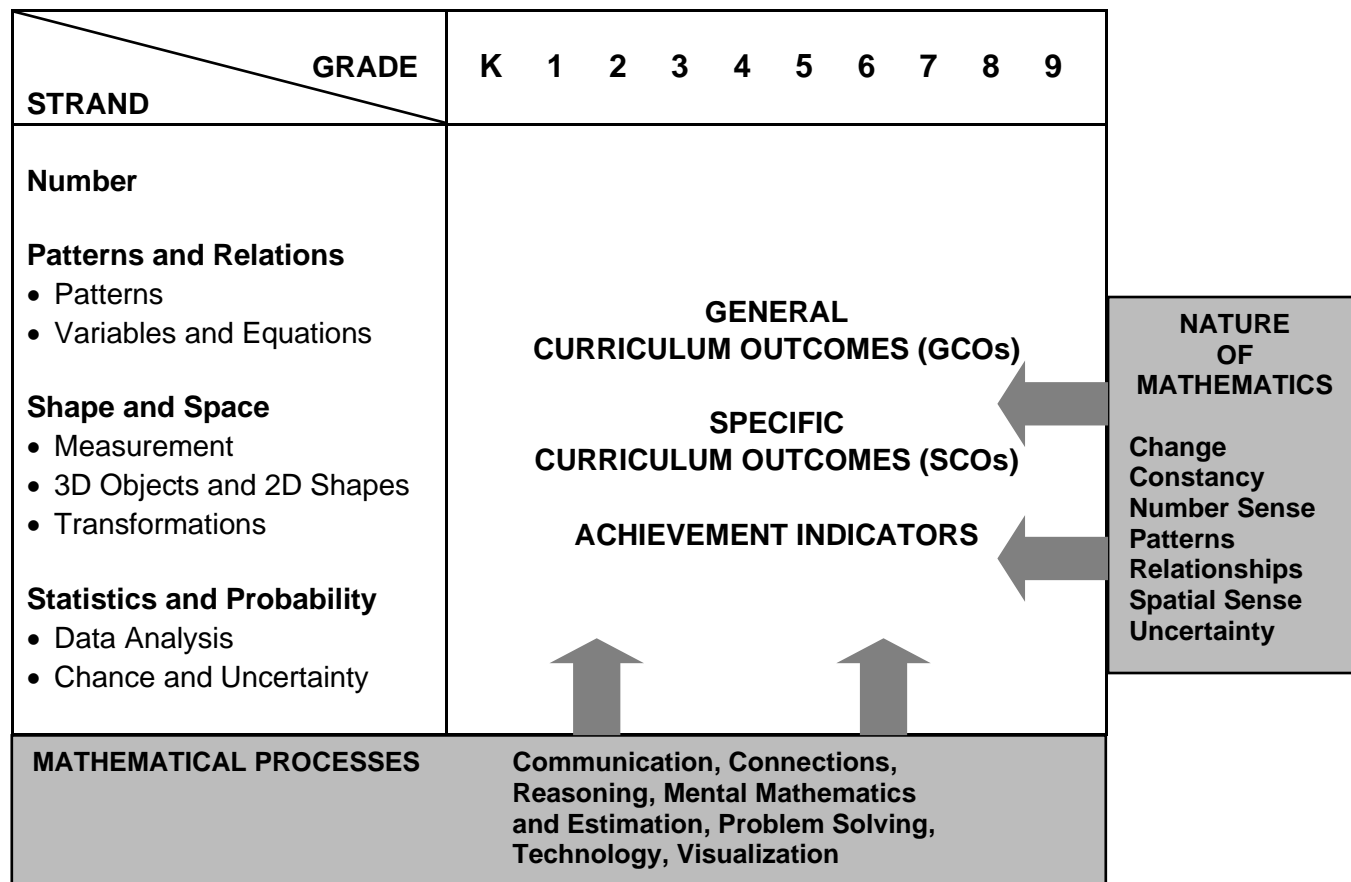 GRADE
STRAND
K 1 2 3 4 5 6 7 8 9
Number
Patterns and Relations
• Patterns
• Variables and Equations
Shape and Space
• Measurement
• 3D Objects and 2D Shapes
• Transformations
Statistics and Probability
• Data Analysis
• Chance and Uncertainty
GENERAL
CURRICULUM OUTCOMES (GCOs)
SPECIFIC
CURRICULUM OUTCOMES (SCOs)
ACHIEVEMENT INDICATORS
NATURE
OF
MATHEMATICS
Change
Constancy
Number Sense
Patterns
Relationships
Spatial Sense
Uncertainty
MATHEMATICAL PROCESSES
Communication, Connections,
Reasoning, Mental Mathematics
and Estimation, Problem Solving,
Technology, Visualization